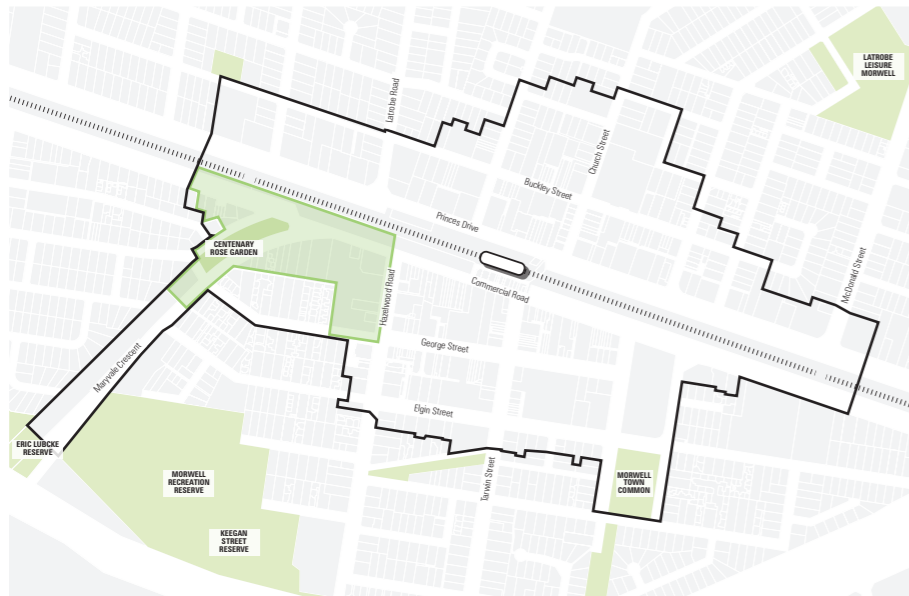 LATROBE
LEISURE
MORWELL
Latrobe Road
Church Street
Buckley Street
Princes Drive
CENTENARY
ROSE GARDEN
McDonald Street
Hazelwood Road
Commercial Road
George Street
Maryvale Crescent
Elgin Street
ERIC LUBCKE
RESERVE
MORWELL
RECREATION
RESERVE
Tarwin Street
MORWELL
TOWN
COMMON
KEEGAN
STREET
RESERVE